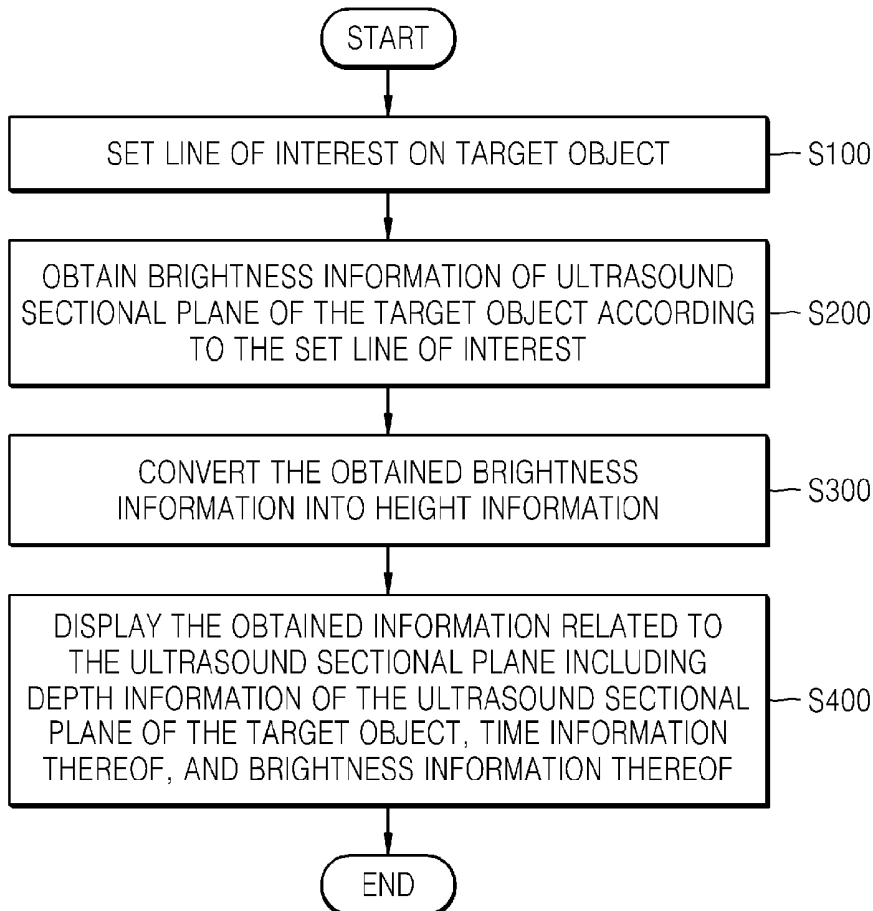 START
SET LINE OF INTEREST ON TARGET OBJECT
S100
OBTAIN BRIGHTNESS INFORMATION OF ULTRASOUND
SECTIONAL PLANE OF THE TARGET OBJECT ACCORDING
TO THE SET LINE OF INTEREST
S200
CONVERT THE OBTAINED BRIGHTNESS
INFORMATION INTO HEIGHT INFORMATION
S300
DISPLAY THE OBTAINED INFORMATION RELATED TO
THE ULTRASOUND SECTIONAL PLANE INCLUDING
DEPTH INFORMATION OF THE ULTRASOUND SECTIONAL
PLANE OF THE TARGET OBJECT, TIME INFORMATION
THEREOF, AND BRIGHTNESS INFORMATION THEREOF
S400
END